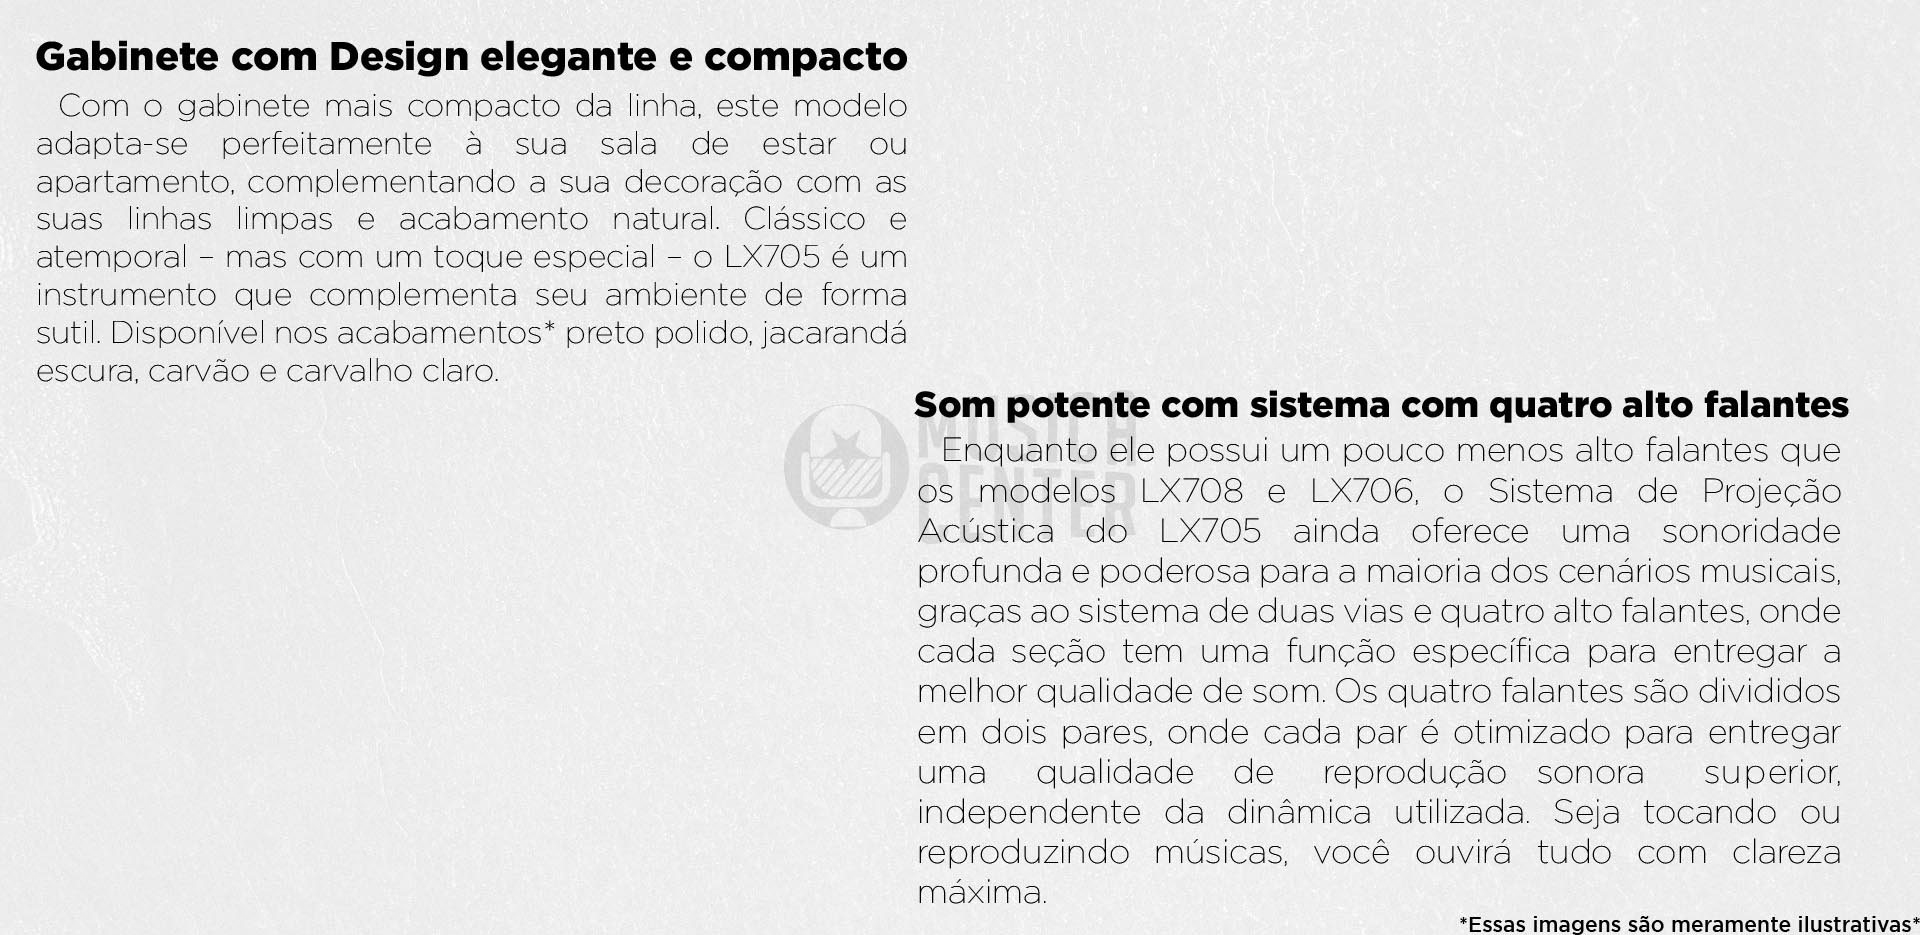 Gabinete com Design elegante e compacto
Com o gabinete mais compacto da linha, este modelo
adapta-se perfeitamente à sua sala de estar ou
apartamento, complementando a sua decoração com as
suas linhas limpas e acabamento natural. Clássico e
atemporal – mas com um toque especial – o LX705 é um
instrumento que complementa seu ambiente de forma
sutil. Disponível nos acabamentos* preto polido, jacarandá
escura, carvão e carvalho claro.
Som potente com sistema com quatro alto falantes
Enquanto ele possui um pouco menos alto falantes que
os modelos LX708 e LX706, o Sistema de Projeção
Acústica do LX705 ainda oferece uma sonoridade
profunda e poderosa para a maioria dos cenários musicais,
graças ao sistema de duas vias e quatro alto falantes, onde
cada seção tem uma função específica para entregar a
melhor qualidade de som. Os quatro falantes são divididos
em dois pares, onde cada par é otimizado para entregar
uma qualidade de reprodução sonora superior,
independente da dinâmica utilizada. Seja tocando ou
reproduzindo músicas, você ouvirá tudo com clareza
máxima.
MUSICA
CENTER
*Essas imagens são meramente ilustrativas*